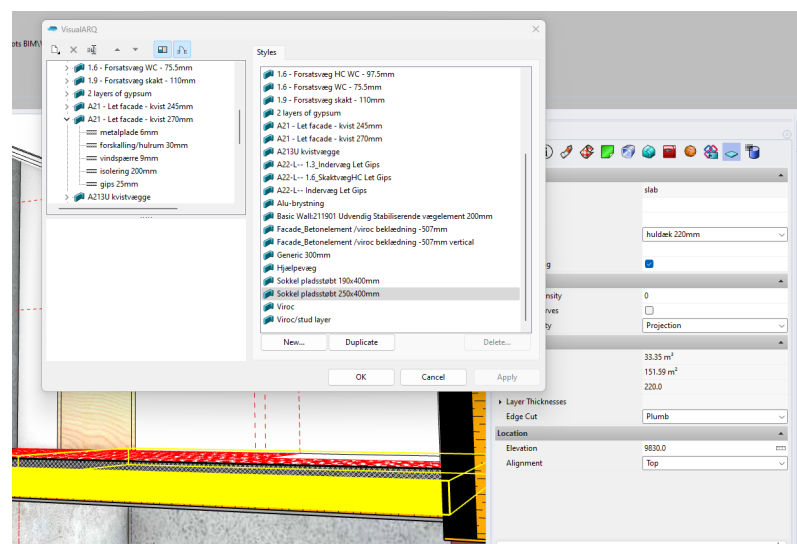 VisualARQ
ots BIM\
Styles
1.6 - Forsatsvæg WC - 75.5mm
1.9 - Forsatsvæg skakt - 110mm
2 layers of gypsum
A21 - Let facade - kvist 245mm
A21 - Let facade - kvist 270mm
metalplade 6mm
forskalling/hulrum 30mm
vindspærre 9mm
isolering 200mm
gips 25mm
A213U kvistvægge
1.6 - Forsatsvæg HC WC - 97.5mm
1.6 - Forsatsvæg WC - 75.5mm
1.9 - Forsatsvæg skakt - 110mm
2 layers of gypsum
A21 - Let facade - kvist 245mm
A21 - Let facade - kvist 270mm
A213U kvistvægge
A22-L-- 1.3_Indervæg Let Gips
A22-L-- 1.6_SkaktvægHC Let Gips
A22-L-- Indervæg Let Gips
Alu-brystning
Basic Wall:211901 Udvendig Stabiliserende vægelement 200mm
Facade_Betonelement /viroc beklædning -507mm
Facade_Betonelement /viroc beklædning -507mm vertical
Generic 300mm
Hjælpevæg
Sokkel pladsstøbt 190x400mm
Sokkel pladsstøbt 250x400mm
Viroc
Viroc/stud layer
New... Duplicate Delete...
OK Cancel Apply
slab
huldæk 220mm
g
nsity 0
rves
ty Projection
33.35 m²
151.59 m²
220.0
Layer Thicknesses
Edge Cut Plumb
Location
Elevation 9830.0
Alignment Top